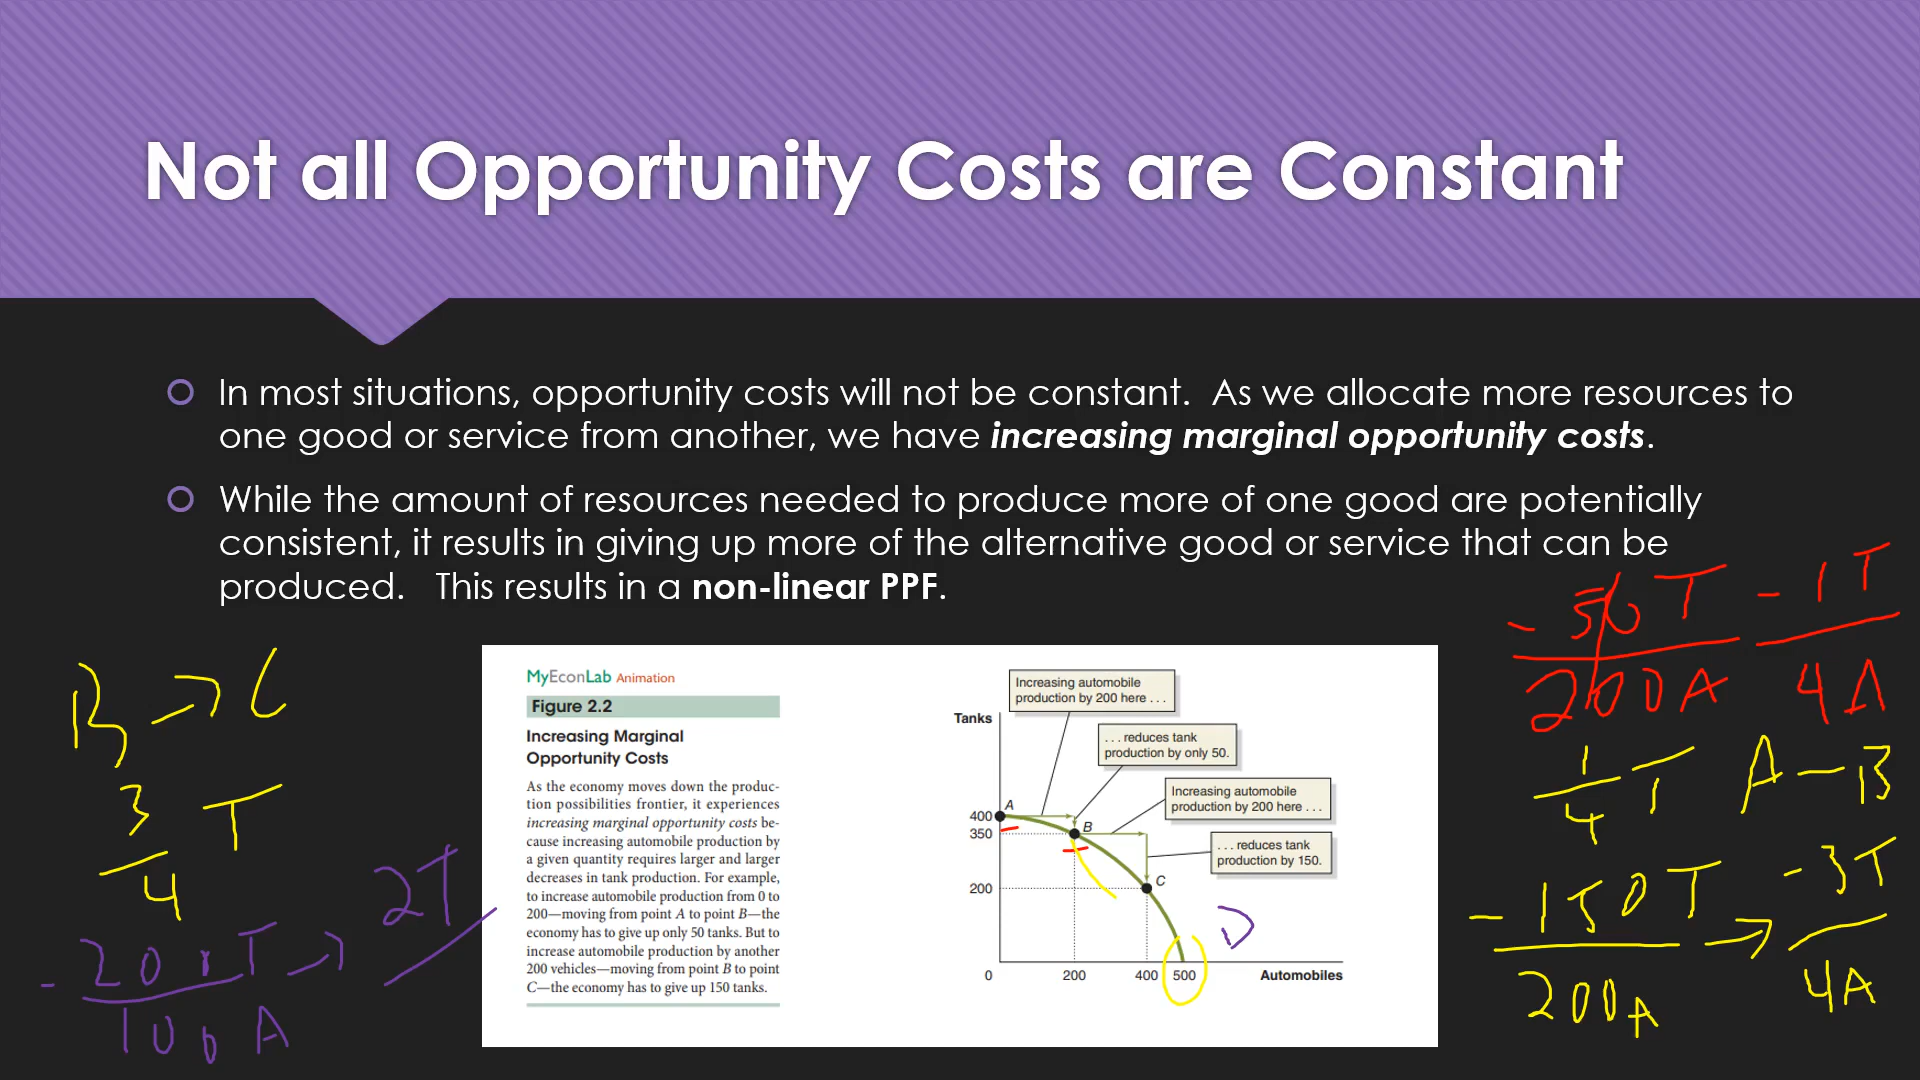 Not all Opportunity Costs are Constant
In most situations, opportunity costs will not be constant. As we allocate more resources to
one good or service from another, we have increasing marginal opportunity costs.
While the amount of resources needed to produce more of one good are potentially
consistent, it results in giving up more of the alternative good or service that can be
produced. This results in a non-linear PPF.
B → C
3
4
T
-200T → 2T
100A
MyEconLab Animation
Figure 2.2
Increasing Marginal
Opportunity Costs
As the economy moves down the produc-
tion possibilities frontier, it experiences
increasing marginal opportunity costs be-
cause increasing automobile production by
a given quantity requires larger and larger
decreases in tank production. For example,
to increase automobile production from 0 to
200—moving from point A to point B—the
economy has to give up only 50 tanks. But to
increase automobile production by another
200 vehicles—moving from point B to point
C—the economy has to give up 150 tanks.
Increasing automobile
production by 200 here . . .
Tanks
. . . reduces tank
production by only 50.
Increasing automobile
production by 200 here . . .
. . . reduces tank
production by 150.
A
400
B
350
C
200
D
0 200 400 500 Automobiles
-50T -1T
200A 4A
1
4
T A-B
-150T → -3T
200A 4A